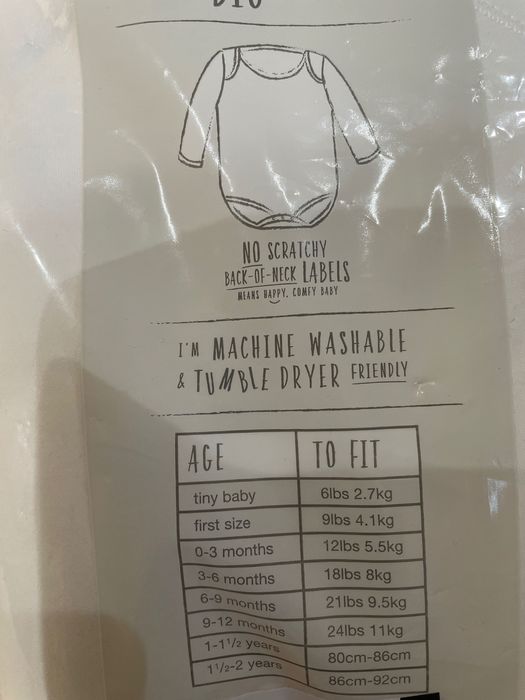 NO SCRATCHY
BACK-OF-NECK LABELS
MEANS HAPPY, COMFY BABY
I'M MACHINE WASHABLE
& TUMBLE DRYER FRIENDLY
AGE TO FIT
tiny baby 6lbs 2.7kg
first size 9lbs 4.1kg
0-3 months 12lbs 5.5kg
3-6 months 18lbs 8kg
6-9 months 21lbs 9.5kg
9-12 months 24lbs 11kg
1-1½ years 80cm-86cm
1½-2 years 86cm-92cm